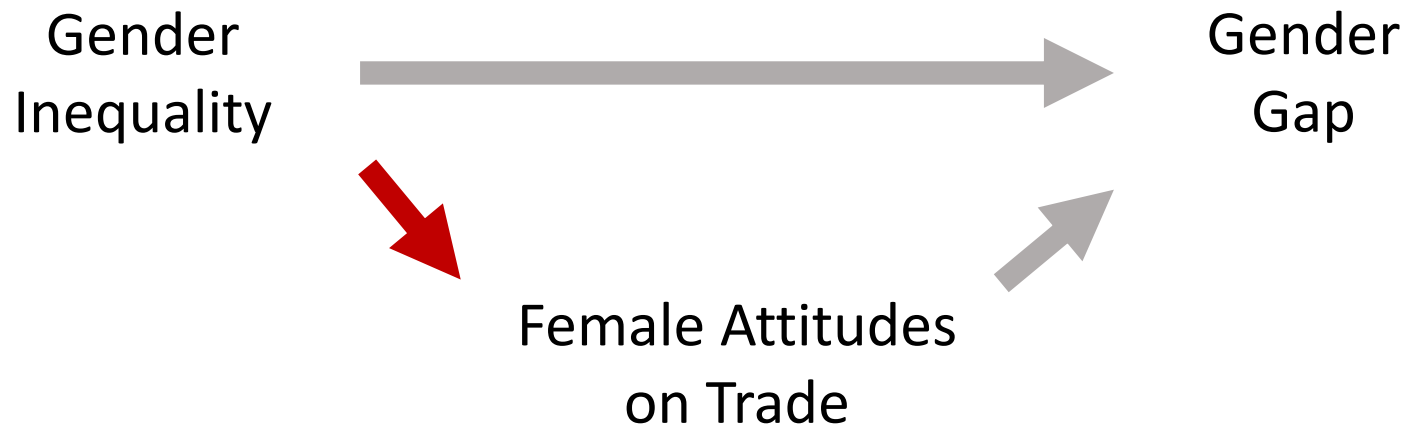 Gender
Inequality
Gender
Gap
Female Attitudes
on Trade